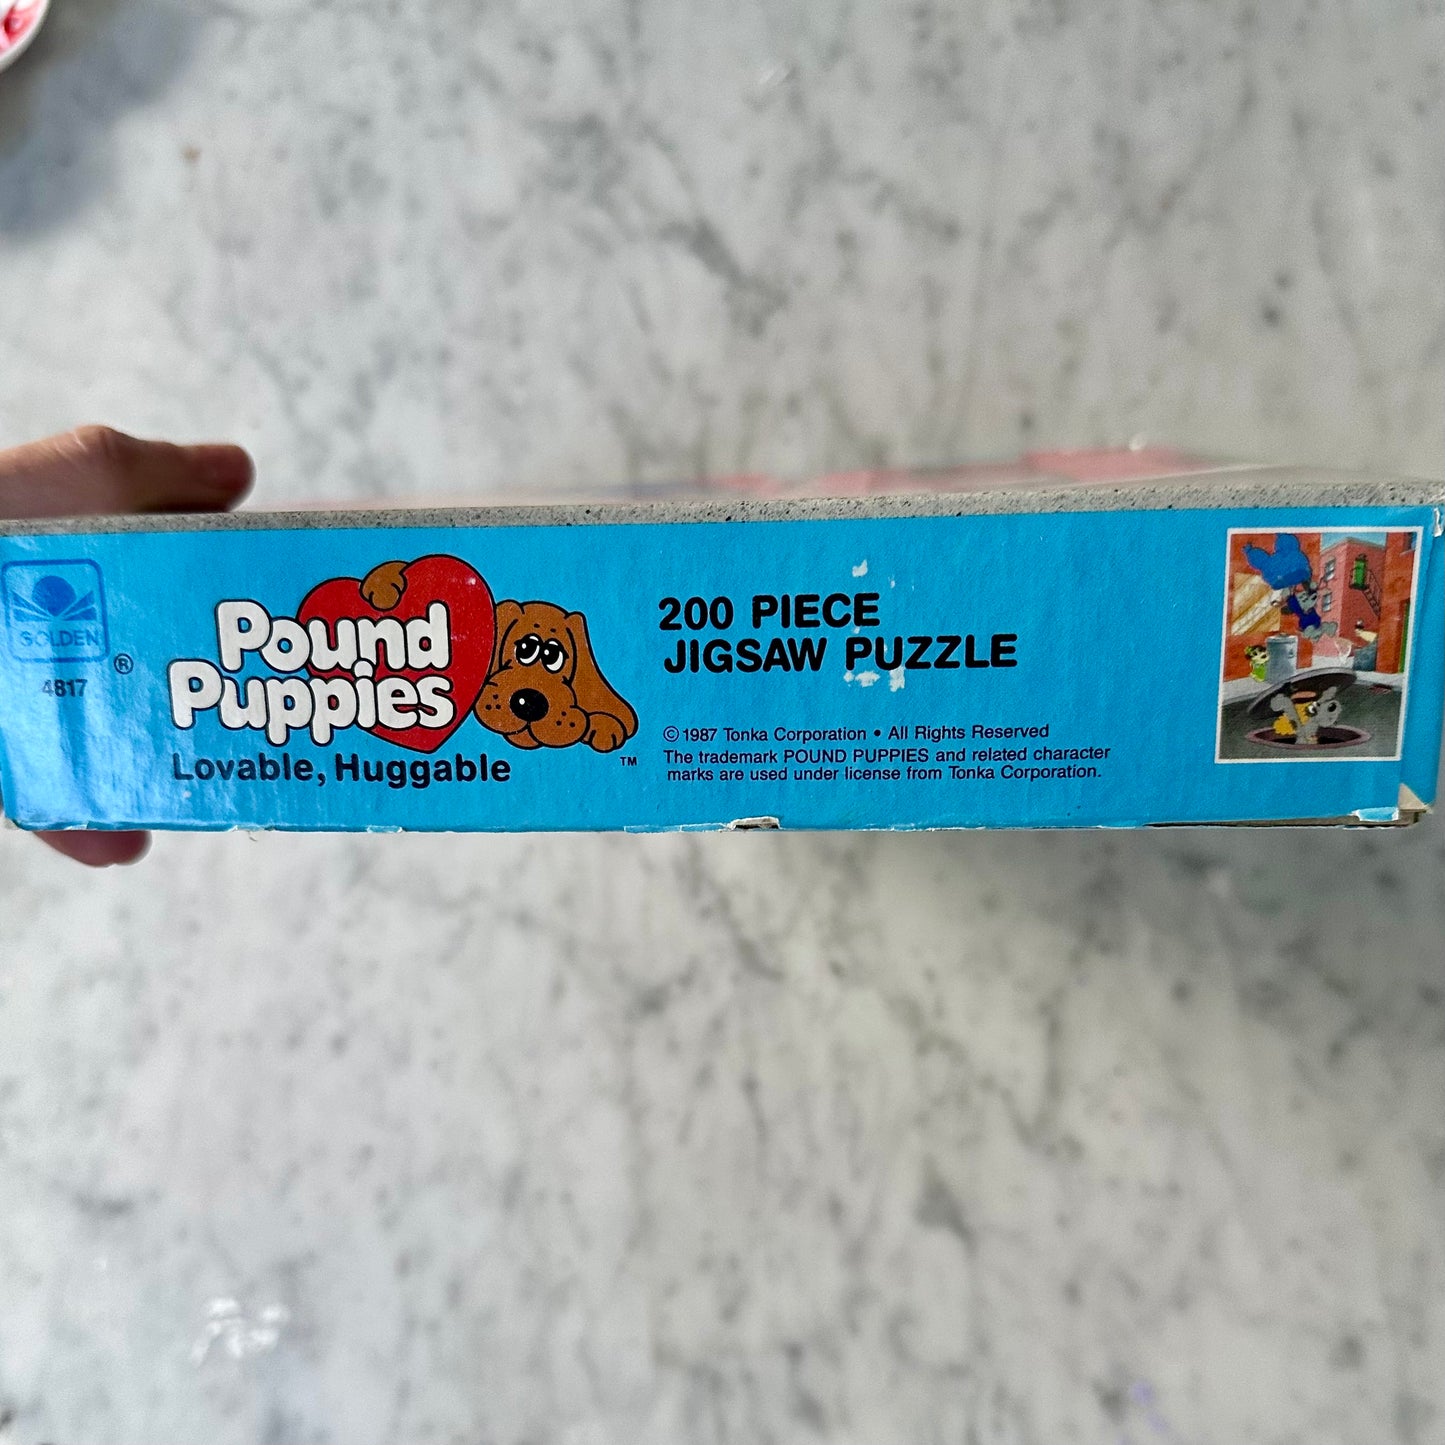 GOLDEN
®
4817
Pound
Puppies
Lovable, Huggable
™
200 PIECE
JIGSAW PUZZLE
© 1987 Tonka Corporation • All Rights Reserved
The trademark POUND PUPPIES and related character
marks are used under license from Tonka Corporation.